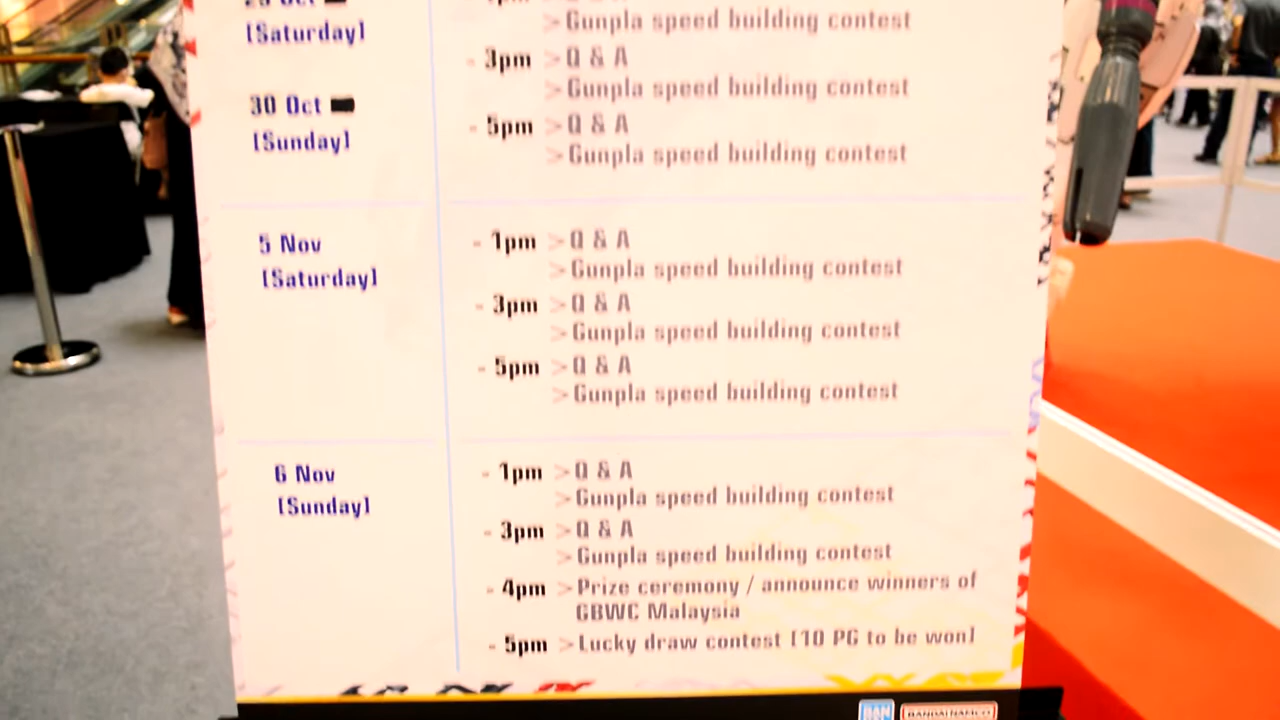 [Saturday]
Gunpla speed building contest
- 3pm > Q & A
> Gunpla speed building contest
30 Oct
[Sunday]
- 5pm > Q & A
> Gunpla speed building contest
5 Nov
[Saturday]
- 1pm > Q & A
> Gunpla speed building contest
- 3pm > Q & A
> Gunpla speed building contest
- 5pm > Q & A
> Gunpla speed building contest
6 Nov
[Sunday]
- 1pm > Q & A
> Gunpla speed building contest
- 3pm > Q & A
> Gunpla speed building contest
- 4pm > Prize ceremony / announce winners of
GBWC Malaysia
- 5pm > Lucky draw contest [10 PG to be won]
BAN
BANDAI NAMCO